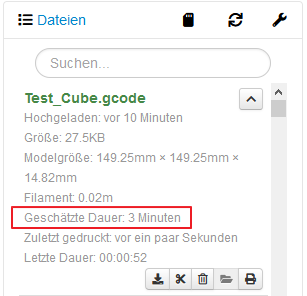 Dateien
Suchen...
Test_Cube.gcode
Hochgeladen: vor 10 Minuten
Größe: 27.5KB
Modelgröße: 149.25mm × 149.25mm ×
14.82mm
Filament: 0.02m
Geschätzte Dauer: 3 Minuten
Zuletzt gedruckt: vor ein paar Sekunden
Letzte Dauer: 00:00:52